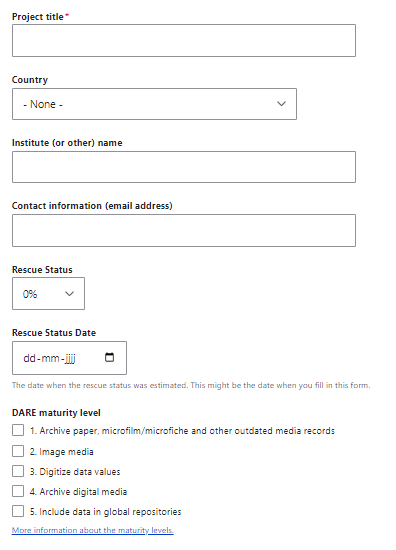 Project title*
Country
- None -
Institute (or other) name
Contact information (email address)
Rescue Status
0%
Rescue Status Date
dd-mm-jjjj
The date when the rescue status was estimated. This might be the date when you fill in this form.
DARE maturity level
1. Archive paper, microfilm/microfiche and other outdated media records
2. Image media
3. Digitize data values
4. Archive digital media
5. Include data in global repositories
More information about the maturity levels.